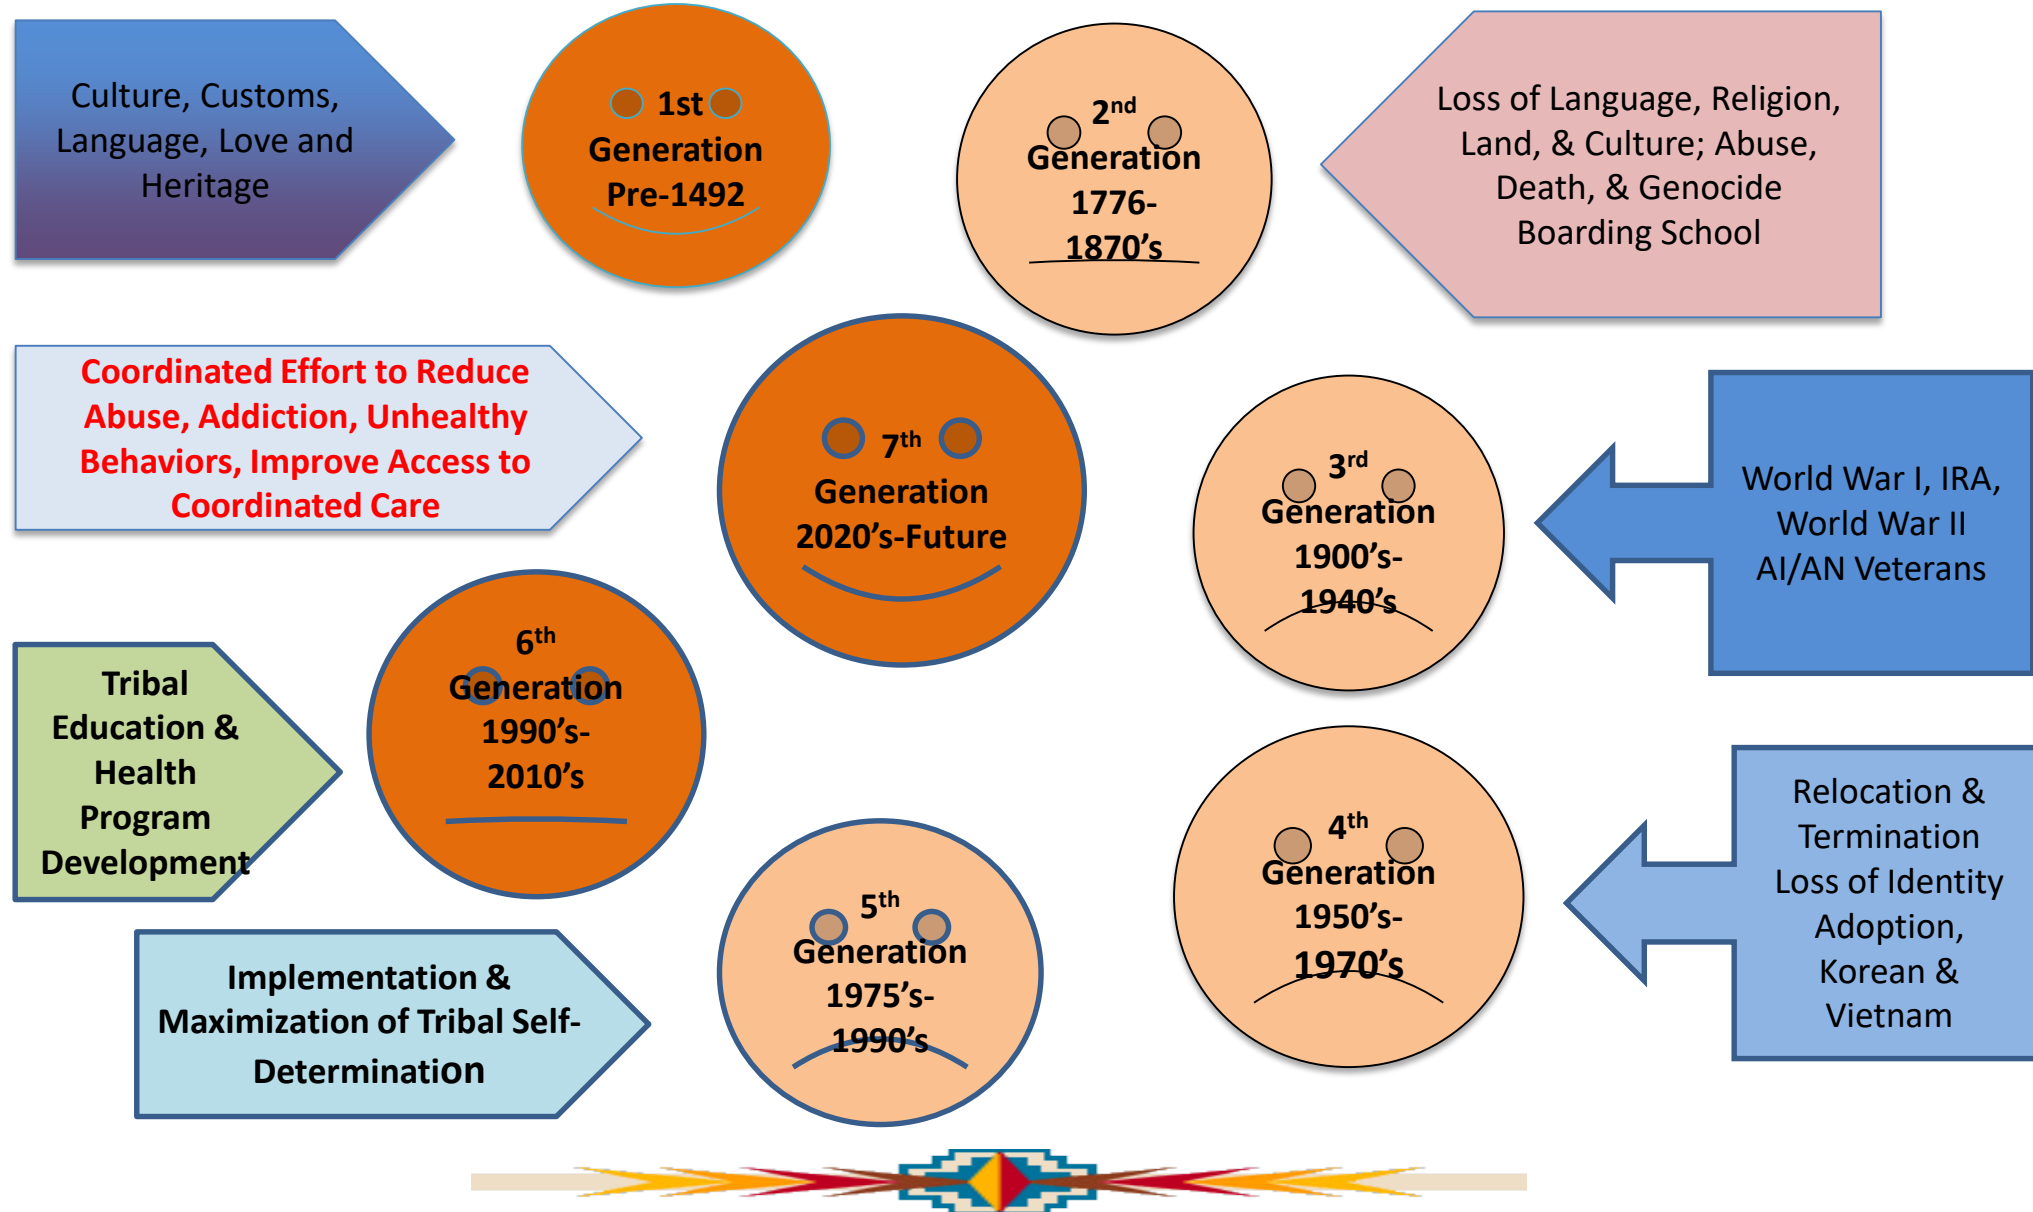 Culture, Customs,
Language, Love and
Heritage
1st
Generation
Pre-1492
2nd
Generation
1776-
1870's
Loss of Language, Religion,
Land, & Culture; Abuse,
Death, & Genocide
Boarding School
Coordinated Effort to Reduce
Abuse, Addiction, Unhealthy
Behaviors, Improve Access to
Coordinated Care
7th
Generation
2020's-Future
3rd
Generation
1900's-
1940's
World War I, IRA,
World War II
AI/AN Veterans
Tribal
Education &
Health
Program
Development
6th
Generation
1990's-
2010's
4th
Generation
1950's-
1970's
Relocation &
Termination
Loss of Identity
Adoption,
Korean &
Vietnam
Implementation &
Maximization of Tribal Self-
Determination
5th
Generation
1975's-
1990's